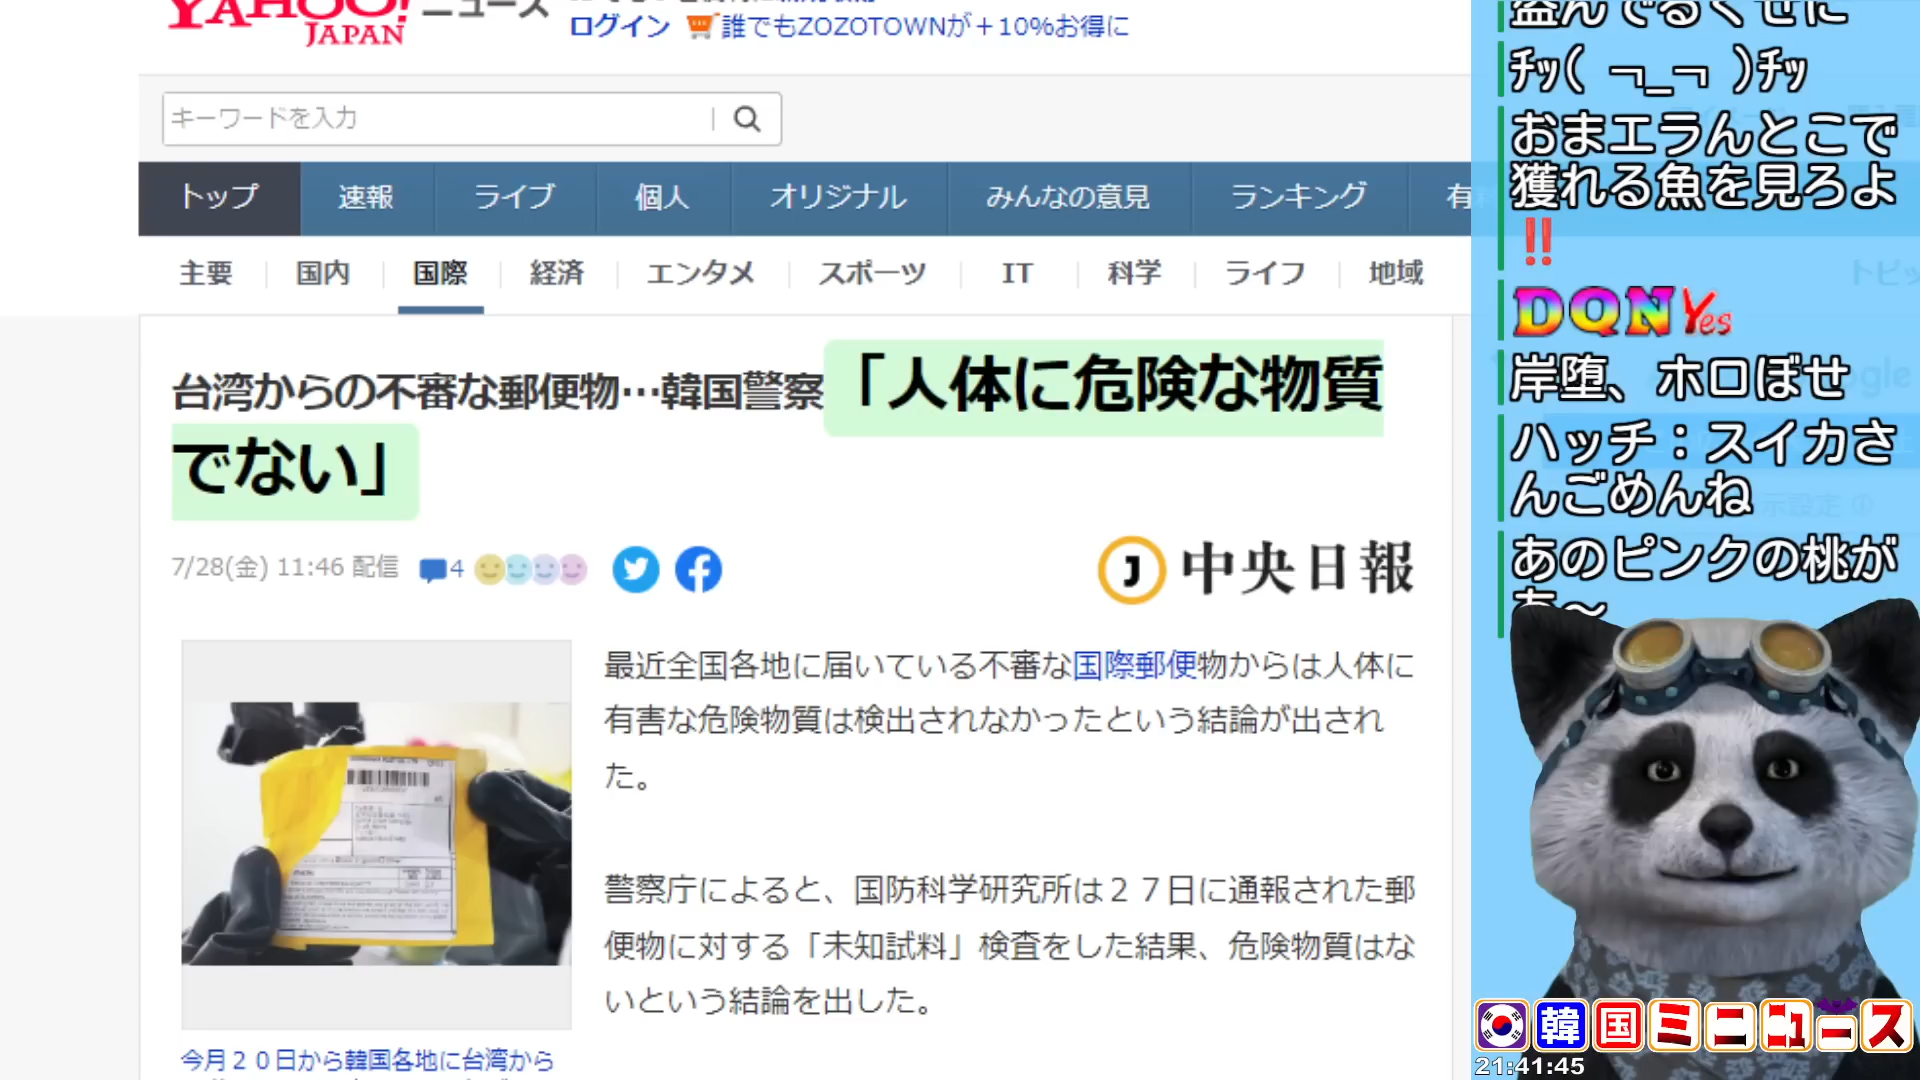 YAHOO! ニュース
JAPAN
ログイン 誰でもZOZOTOWNが＋10%お得に
キーワードを入力
トップ 速報 ライブ 個人 オリジナル みんなの意見 ランキング 有
主要 国内 国際 経済 エンタメ スポーツ IT 科学 ライフ 地域
台湾からの不審な郵便物…韓国警察「人体に危険な物質
でない」
7/28(金) 11:46 配信 4
J 中央日報
最近全国各地に届いている不審な国際郵便物からは人体に
有害な危険物質は検出されなかったという結論が出され
た。
警察庁によると、国防科学研究所は２７日に通報された郵
便物に対する「未知試料」検査をした結果、危険物質はな
いという結論を出した。
今月２０日から韓国各地に台湾から
盗んでるくせに
ﾁｯ( ￢_￢ )ﾁｯ
おまエラんとこで
獲れる魚を見ろよ
‼
DQN Yes
岸堕、ホロぼせ
ハッチ：スイカさ
んごめんね
あのピンクの桃が
あ〜
韓国ミニニュース
21:41:45